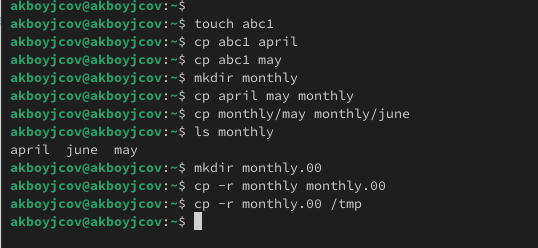 akboyjcov@akboyjcov:~$
akboyjcov@akboyjcov:~$ touch abc1
akboyjcov@akboyjcov:~$ cp abc1 april
akboyjcov@akboyjcov:~$ cp abc1 may
akboyjcov@akboyjcov:~$ mkdir monthly
akboyjcov@akboyjcov:~$ cp april may monthly
akboyjcov@akboyjcov:~$ cp monthly/may monthly/june
akboyjcov@akboyjcov:~$ ls monthly
april  june  may
akboyjcov@akboyjcov:~$ mkdir monthly.00
akboyjcov@akboyjcov:~$ cp -r monthly monthly.00
akboyjcov@akboyjcov:~$ cp -r monthly.00 /tmp
akboyjcov@akboyjcov:~$